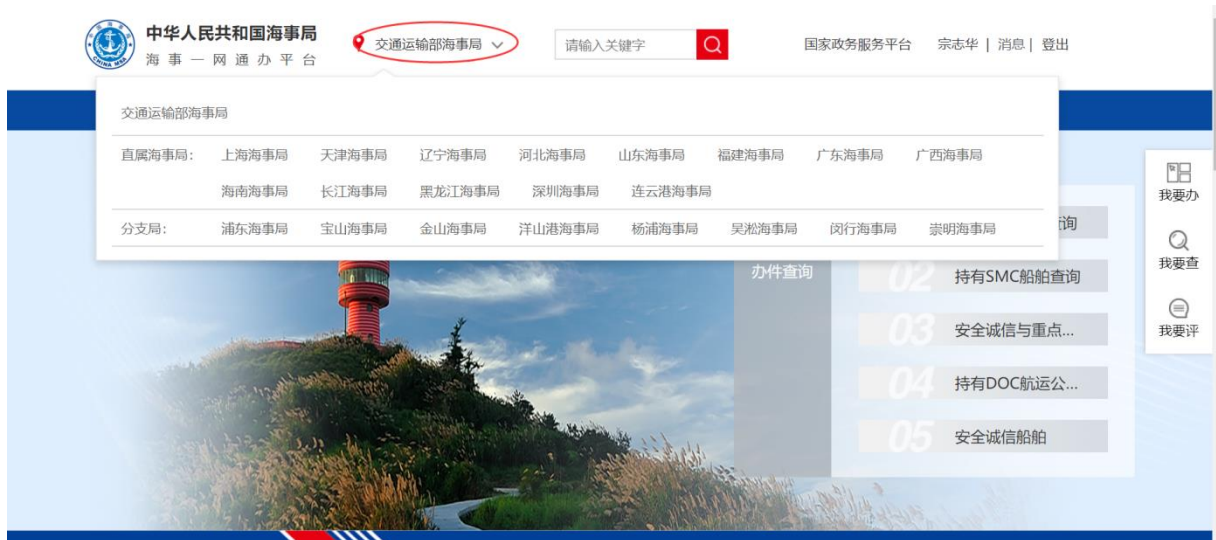 中华人民共和国海事局
海事一网通办平台
交通运输部海事局
请输入关键字
国家政务服务平台 宗志华 | 消息 | 登出
交通运输部海事局
直属海事局: 上海海事局 天津海事局 辽宁海事局 河北海事局 山东海事局 福建海事局 广东海事局 广西海事局
海南海事局 长江海事局 黑龙江海事局 深圳海事局 连云港海事局
分支局: 浦东海事局 宝山海事局 金山海事局 洋山港海事局 杨浦海事局 吴淞海事局 闵行海事局 崇明海事局
询
办件查询
02 持有SMC船舶查询
03 安全诚信与重点...
04 持有DOC航运公...
05 安全诚信船舶
我要办
我要查
我要评
CHINA MSA